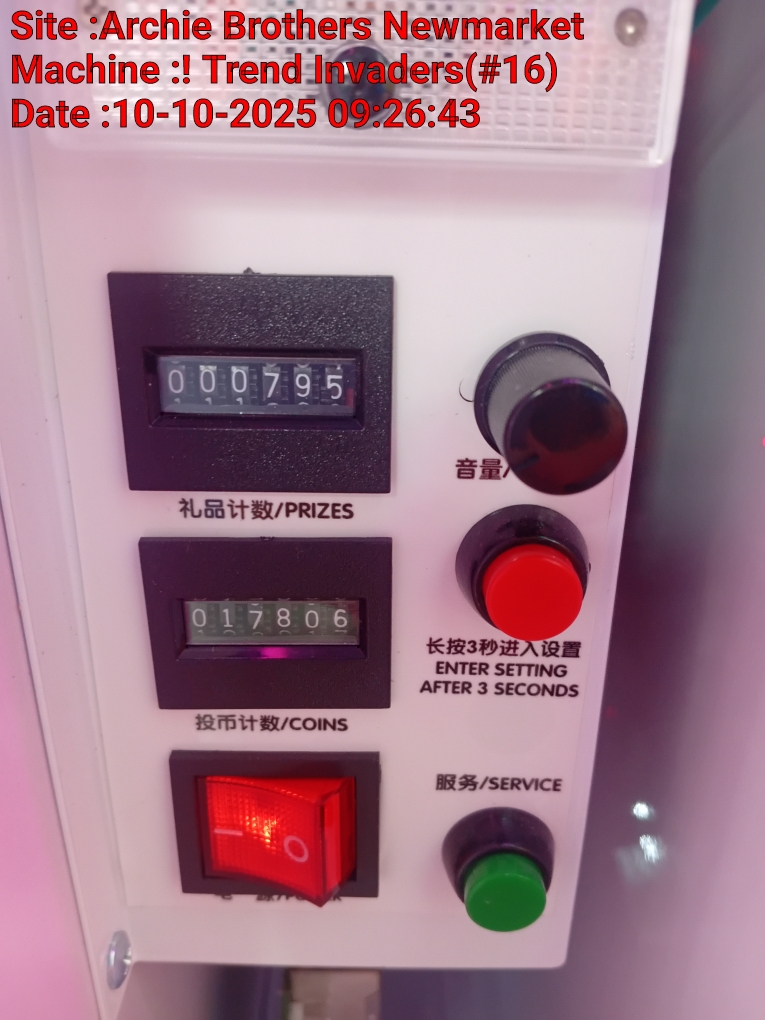 Site :Archie Brothers Newmarket
Machine :! Trend Invaders(#16)
Date :10-10-2025 09:26:43
000795
礼品计数/PRIZES
音量/
017806
长按3秒进入设置
ENTER SETTING
AFTER 3 SECONDS
投币计数/COINS
服务/SERVICE